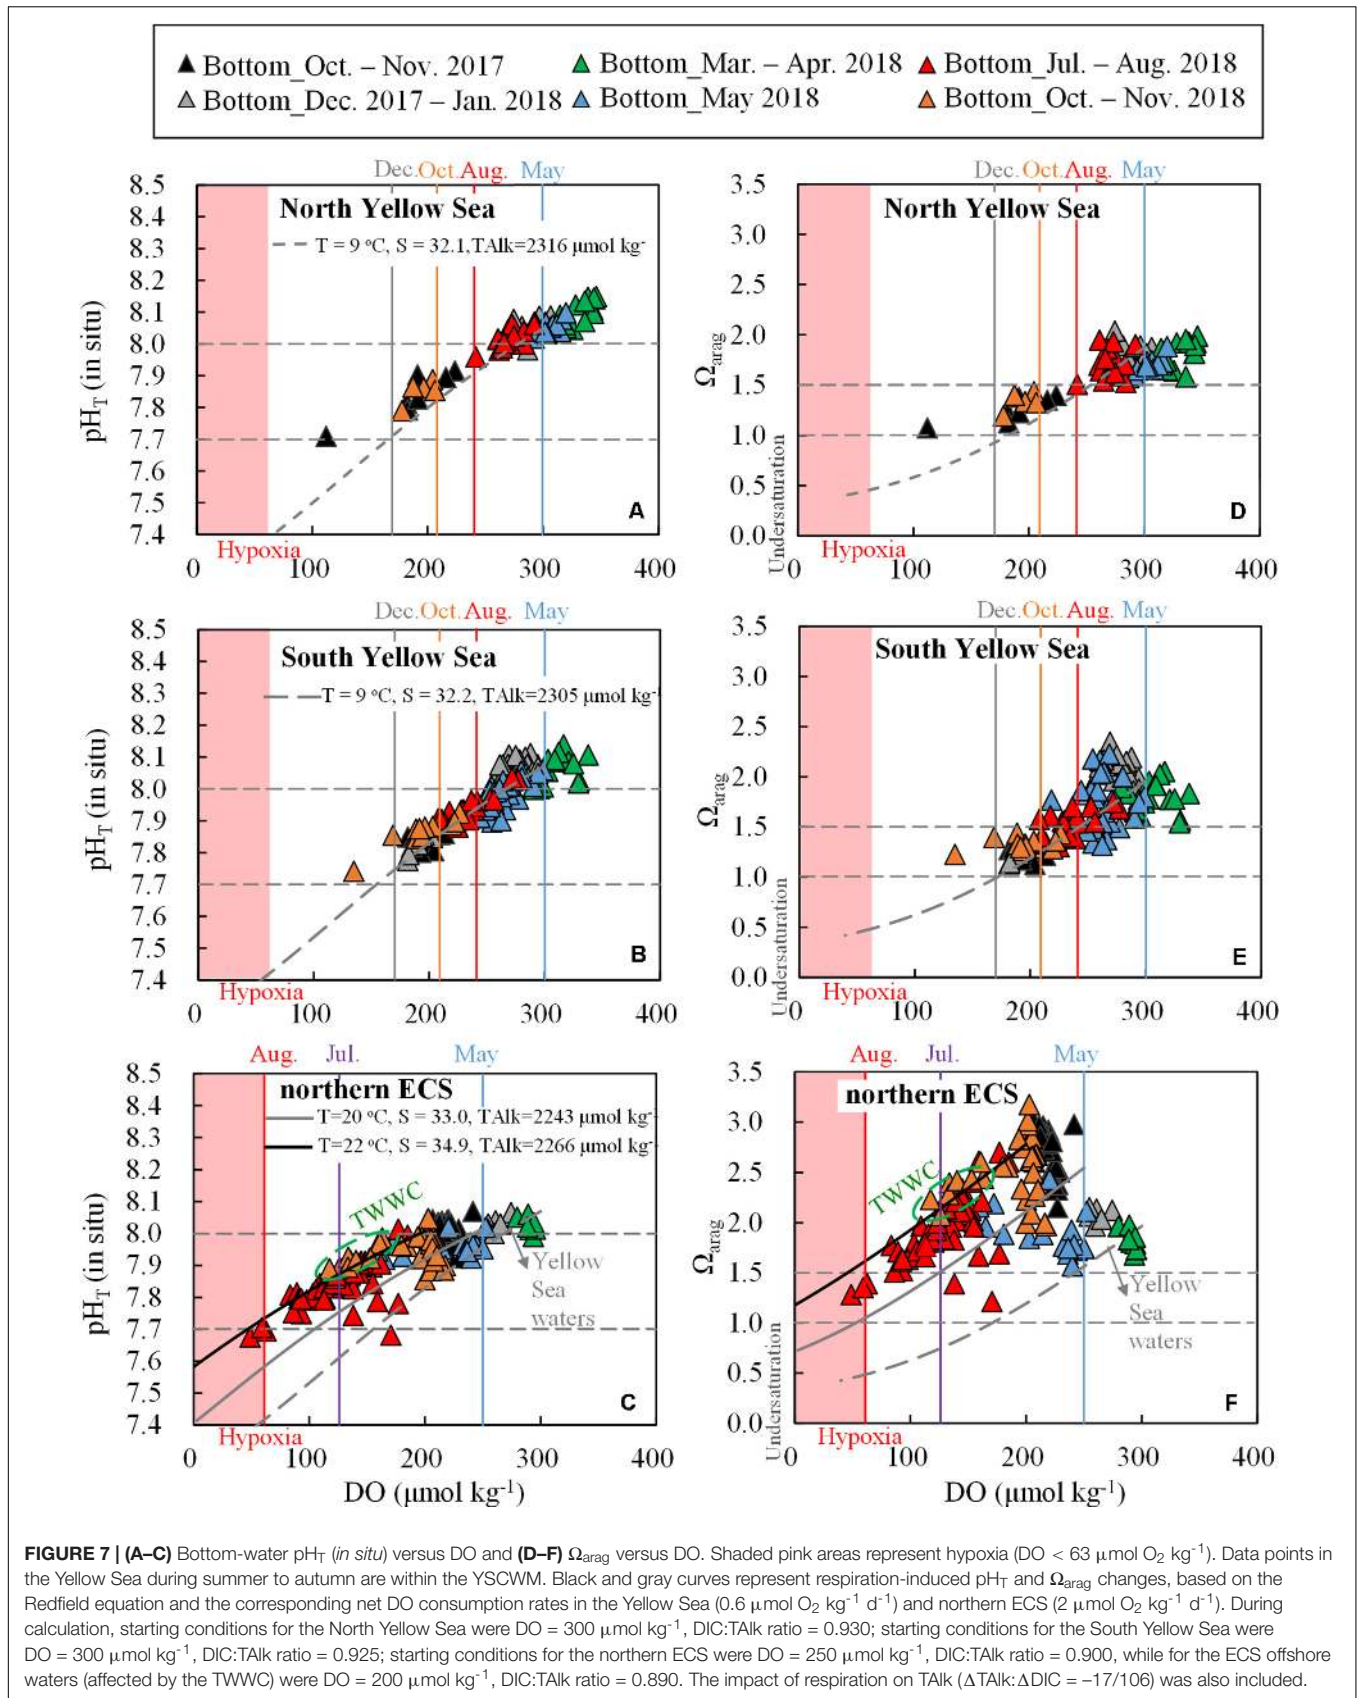 Bottom_Oct. – Nov. 2017
Bottom_Mar. – Apr. 2018
Bottom_Jul. – Aug. 2018
Bottom_Dec. 2017 – Jan. 2018
Bottom_May 2018
Bottom_Oct. – Nov. 2018
Dec. Oct. Aug. May
8.5
8.4
8.3
8.2
8.1
8.0
7.9
7.8
7.7
7.6
7.5
7.4
pH_T (in situ)
North Yellow Sea
T = 9 °C, S = 32.1,TAlk=2316 μmol kg⁻
A
Hypoxia
0 100 200 300 400
Dec. Oct. Aug. May
3.5
3.0
2.5
2.0
1.5
1.0
0.5
0.0
Ω_arag
Undersaturation
North Yellow Sea
D
Hypoxia
0 100 200 300 400
Dec. Oct. Aug. May
8.5
8.4
8.3
8.2
8.1
8.0
7.9
7.8
7.7
7.6
7.5
7.4
pH_T (in situ)
South Yellow Sea
T = 9 °C, S = 32.2, TAlk=2305 μmol kg⁻
B
Hypoxia
0 100 200 300 400
Dec. Oct. Aug. May
3.5
3.0
2.5
2.0
1.5
1.0
0.5
0.0
Ω_arag
Undersaturation
South Yellow Sea
E
Hypoxia
0 100 200 300 400
Aug. Jul. May
8.5
8.4
8.3
8.2
8.1
8.0
7.9
7.8
7.7
7.6
7.5
7.4
pH_T (in situ)
northern ECS
T=20 °C, S = 33.0, TAlk=2243 μmol kg⁻
T=22 °C, S = 34.9, TAlk=2266 μmol kg⁻
TWWC
Yellow
Sea
waters
C
Hypoxia
0 100 200 300 400
DO (μmol kg⁻¹)
Aug. Jul. May
3.5
3.0
2.5
2.0
1.5
1.0
0.5
0.0
Ω_arag
Undersaturation
northern ECS
TWWC
Yellow
Sea
waters
F
Hypoxia
0 100 200 300 400
DO (μmol kg⁻¹)
FIGURE 7 | (A–C) Bottom-water pH_T (in situ) versus DO and (D–F) Ω_arag versus DO. Shaded pink areas represent hypoxia (DO < 63 μmol O₂ kg⁻¹). Data points in
the Yellow Sea during summer to autumn are within the YSCWM. Black and gray curves represent respiration-induced pH_T and Ω_arag changes, based on the
Redfield equation and the corresponding net DO consumption rates in the Yellow Sea (0.6 μmol O₂ kg⁻¹ d⁻¹) and northern ECS (2 μmol O₂ kg⁻¹ d⁻¹). During
calculation, starting conditions for the North Yellow Sea were DO = 300 μmol kg⁻¹, DIC:TAlk ratio = 0.930; starting conditions for the South Yellow Sea were
DO = 300 μmol kg⁻¹, DIC:TAlk ratio = 0.925; starting conditions for the northern ECS were DO = 250 μmol kg⁻¹, DIC:TAlk ratio = 0.900, while for the ECS offshore
waters (affected by the TWWC) were DO = 200 μmol kg⁻¹, DIC:TAlk ratio = 0.890. The impact of respiration on TAlk (ΔTAlk:ΔDIC = –17/106) was also included.